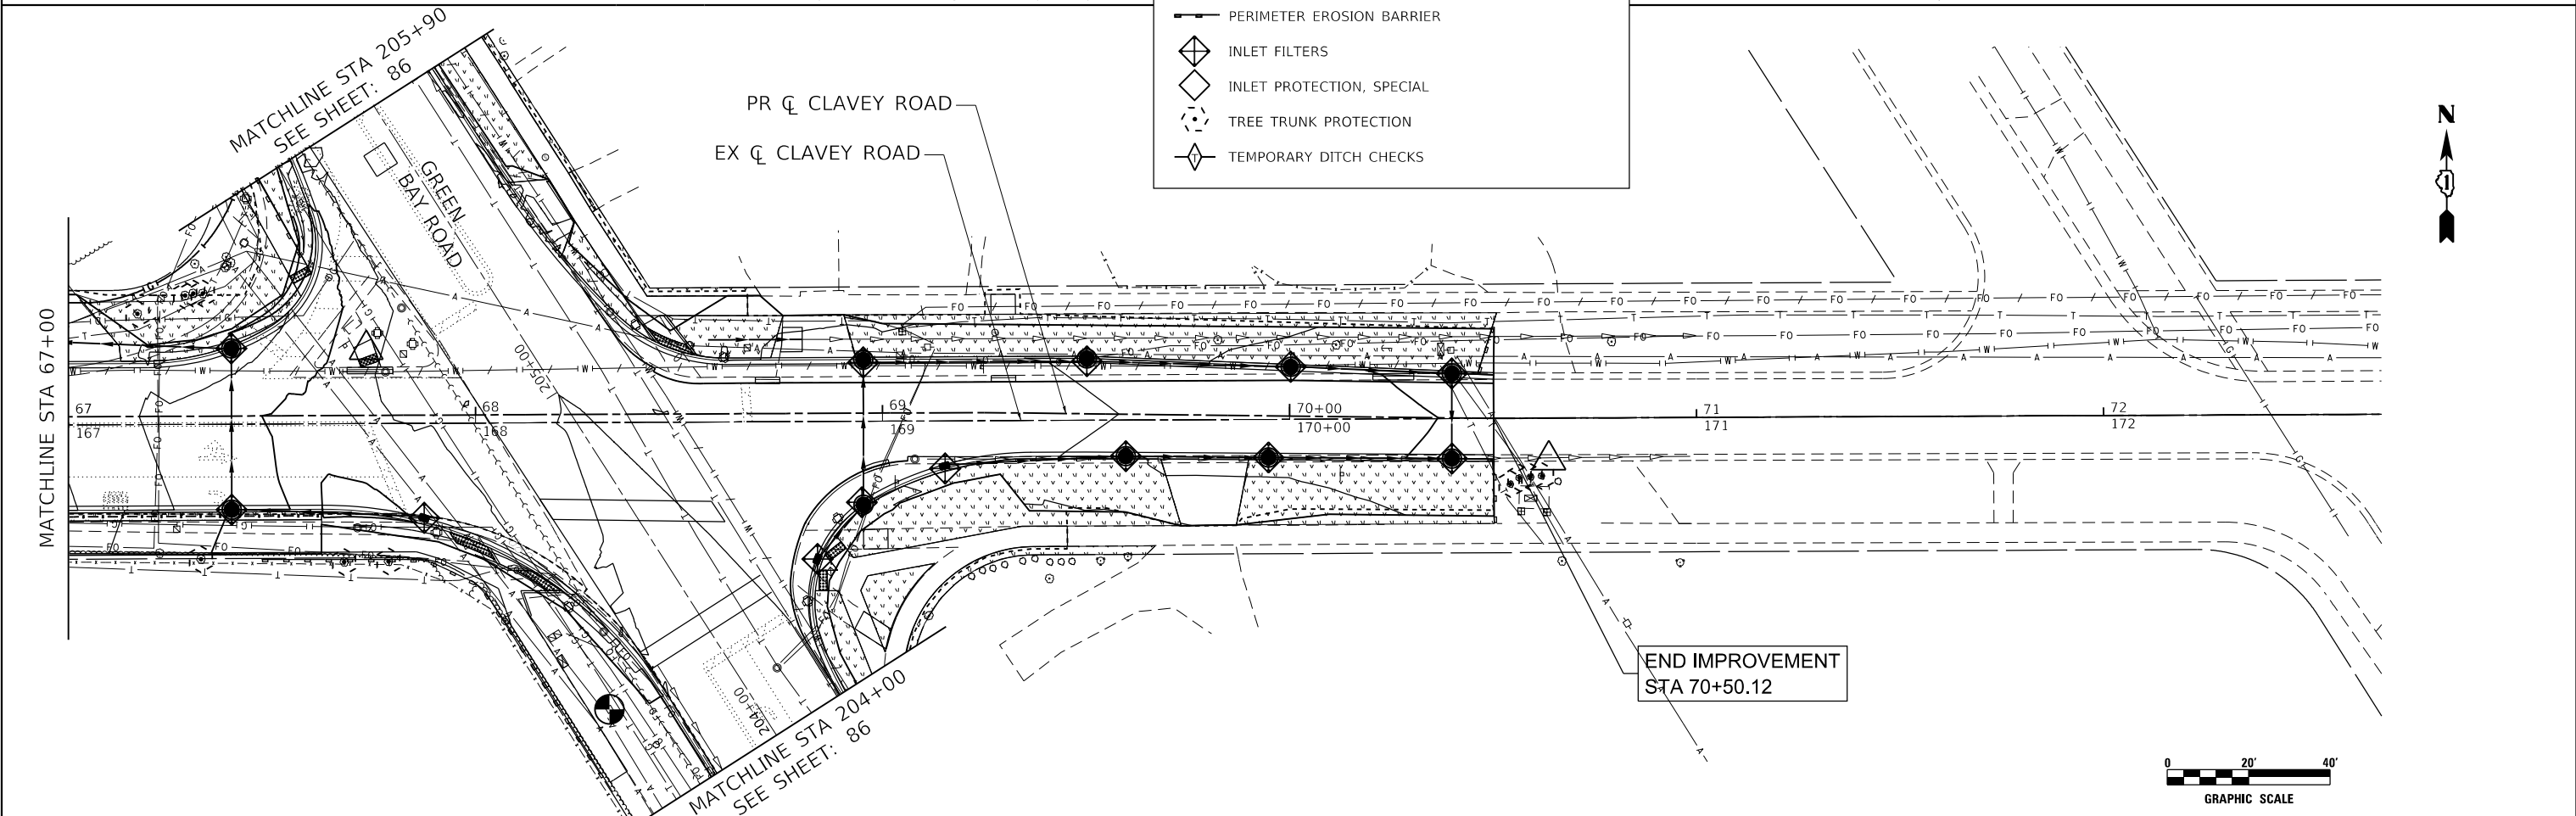 PERIMETER EROSION BARRIER
INLET FILTERS
INLET PROTECTION, SPECIAL
TREE TRUNK PROTECTION
TEMPORARY DITCH CHECKS
MATCHLINE STA 205+90
SEE SHEET: 86
PR ℄ CLAVEY ROAD
EX ℄ CLAVEY ROAD
GREEN
BAY ROAD
N
1
MATCHLINE STA 67+00
205+00
67
68
69
70+00
71
72
167
168
169
170+00
171
172
204+00
MATCHLINE STA 204+00
SEE SHEET: 86
END IMPROVEMENT
STA 70+50.12
0 20' 40'
GRAPHIC SCALE